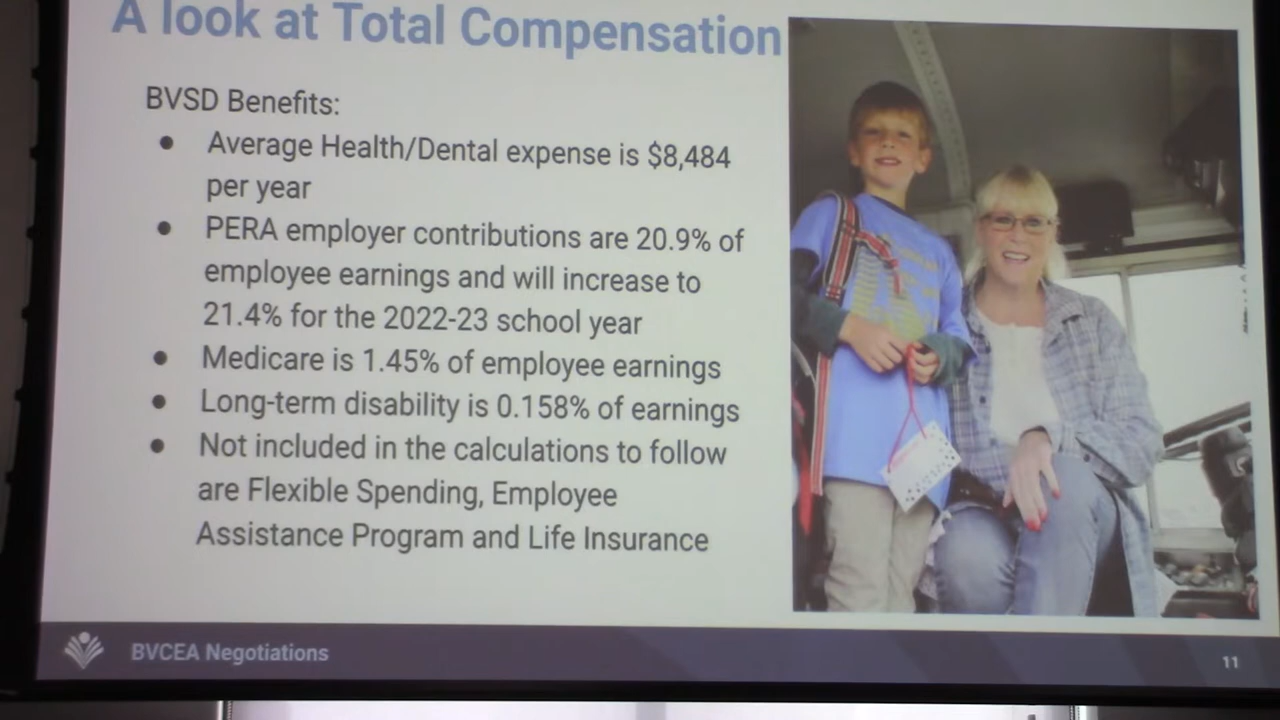 A look at Total Compensation
BVSD Benefits:
● Average Health/Dental expense is $8,484
per year
● PERA employer contributions are 20.9% of
employee earnings and will increase to
21.4% for the 2022-23 school year
● Medicare is 1.45% of employee earnings
● Long-term disability is 0.158% of earnings
● Not included in the calculations to follow
are Flexible Spending, Employee
Assistance Program and Life Insurance
BVCEA Negotiations
11